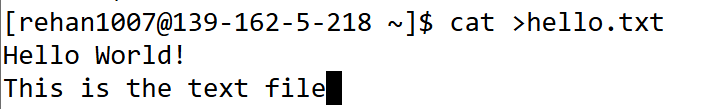 [rehan1007@139-162-5-218 ~]$ cat >hello.txt
Hello World!
This is the text file